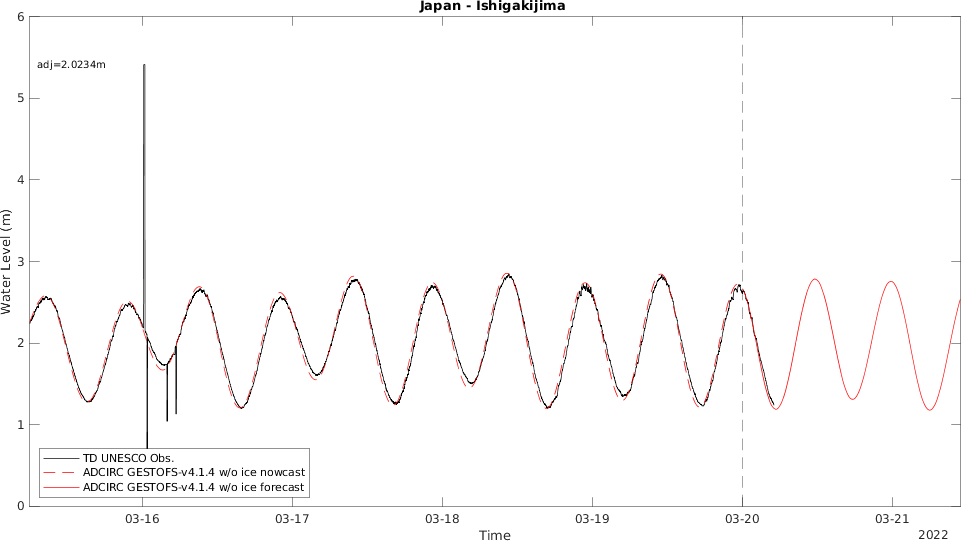 Japan - Ishigakijima
6
adj=2.0234m
5
4
3
2
1
0
Water Level (m)
TD UNESCO Obs.
ADCIRC GESTOFS-v4.1.4 w/o ice nowcast
ADCIRC GESTOFS-v4.1.4 w/o ice forecast
03-16 03-17 03-18 03-19 03-20 03-21
Time
2022